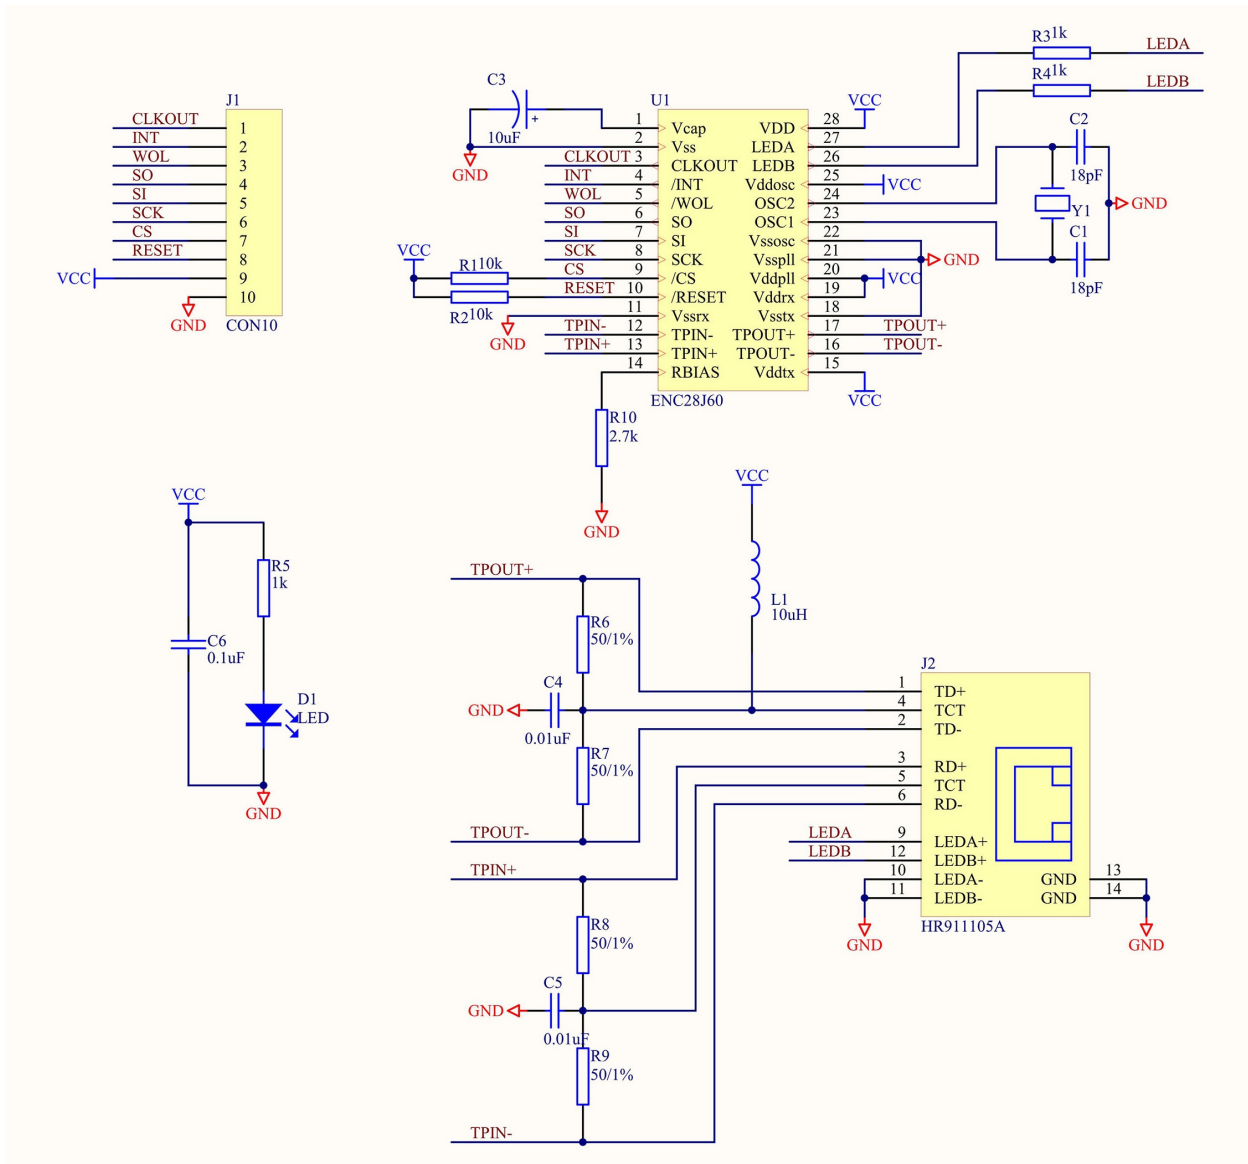 J1
CLKOUT 1
INT 2
WOL 3
SO 4
SI 5
SCK 6
CS 7
RESET 8
VCC 9
10
GND
CON10
C3
10uF
+
GND
U1
1 Vcap
2 Vss
CLKOUT 3 CLKOUT
INT 4 /INT
WOL 5 /WOL
SO 6 SO
SI 7 SI
SCK 8 SCK
CS 9 /CS
RESET 10 /RESET
11 Vssrx
TPIN- 12 TPIN-
TPIN+ 13 TPIN+
14 RBIAS
VDD 28 VCC
LEDA 27
LEDB 26
Vddosc 25 VCC
OSC2 24
OSC1 23
Vssosc 22
Vsspll 21 GND
Vddpll 20 VCC
Vddrx 19
Vsstx 18
TPOUT+ 17 TPOUT+
TPOUT- 16 TPOUT-
Vddtx 15
VCC
ENC28J60
VCC
R1 10k
R2 10k
GND
R10
2.7k
GND
R3 1k LEDA
R4 1k LEDB
C2
18pF
Y1
GND
C1
18pF
VCC
R5
1k
C6
0.1uF
D1
LED
GND
VCC
L1
10uH
TPOUT+
R6
50/1%
C4
GND
0.01uF
R7
50/1%
TPOUT-
TPIN+
R8
50/1%
C5
GND
0.01uF
R9
50/1%
TPIN-
J2
1 TD+
4 TCT
2 TD-
3 RD+
5 TCT
6 RD-
LEDA 9 LEDA+
LEDB 12 LEDB+
10 LEDA- GND 13
11 LEDB- GND 14
GND
GND
HR911105A